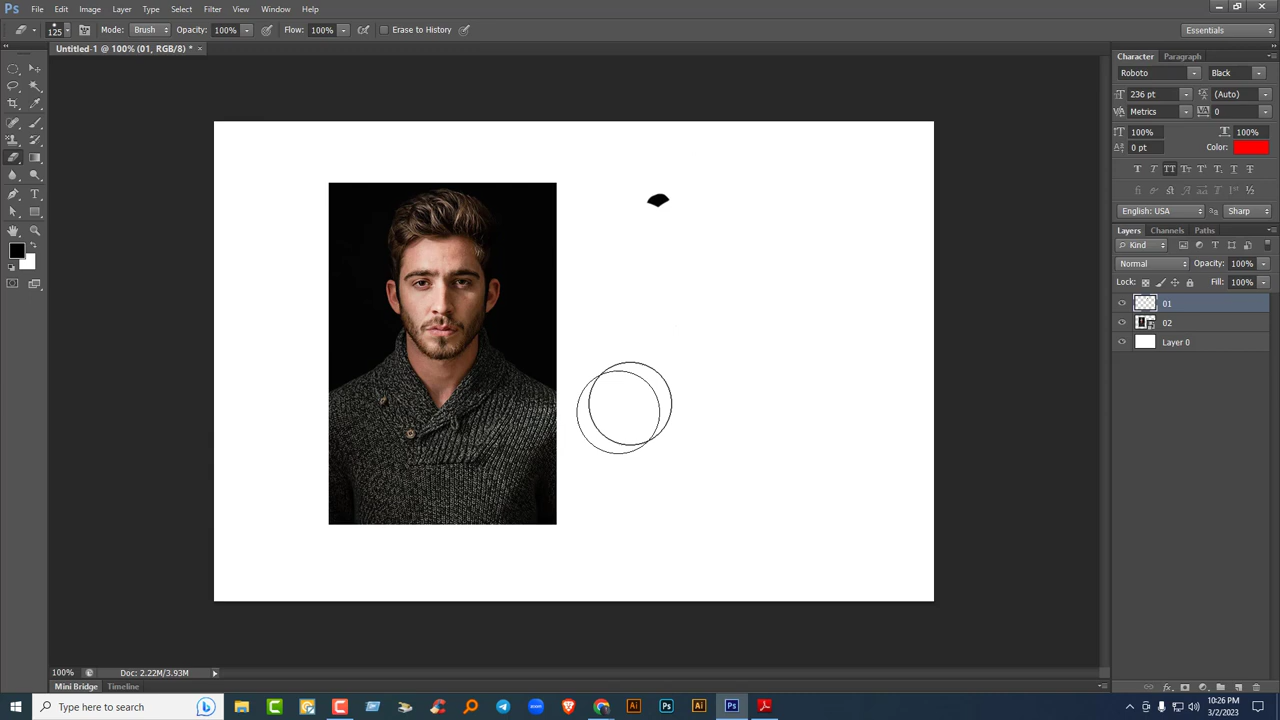 Ps File Edit Image Layer Type Select Filter View Window Help
125 Mode: Brush Opacity: 100% Flow: 100% Erase to History Essentials
Untitled-1 @ 100% (01, RGB/8) * ×
Character Paragraph
Roboto Black
236 pt (Auto)
Metrics 0
100% 100%
0 pt Color:
English: USA Sharp
Layers Channels Paths
Kind
Normal Opacity: 100%
Lock: Fill: 100%
01
02
Layer 0
100% Doc: 2.22M/3.93M
Mini Bridge Timeline
Type here to search
10:26 PM
3/2/2023